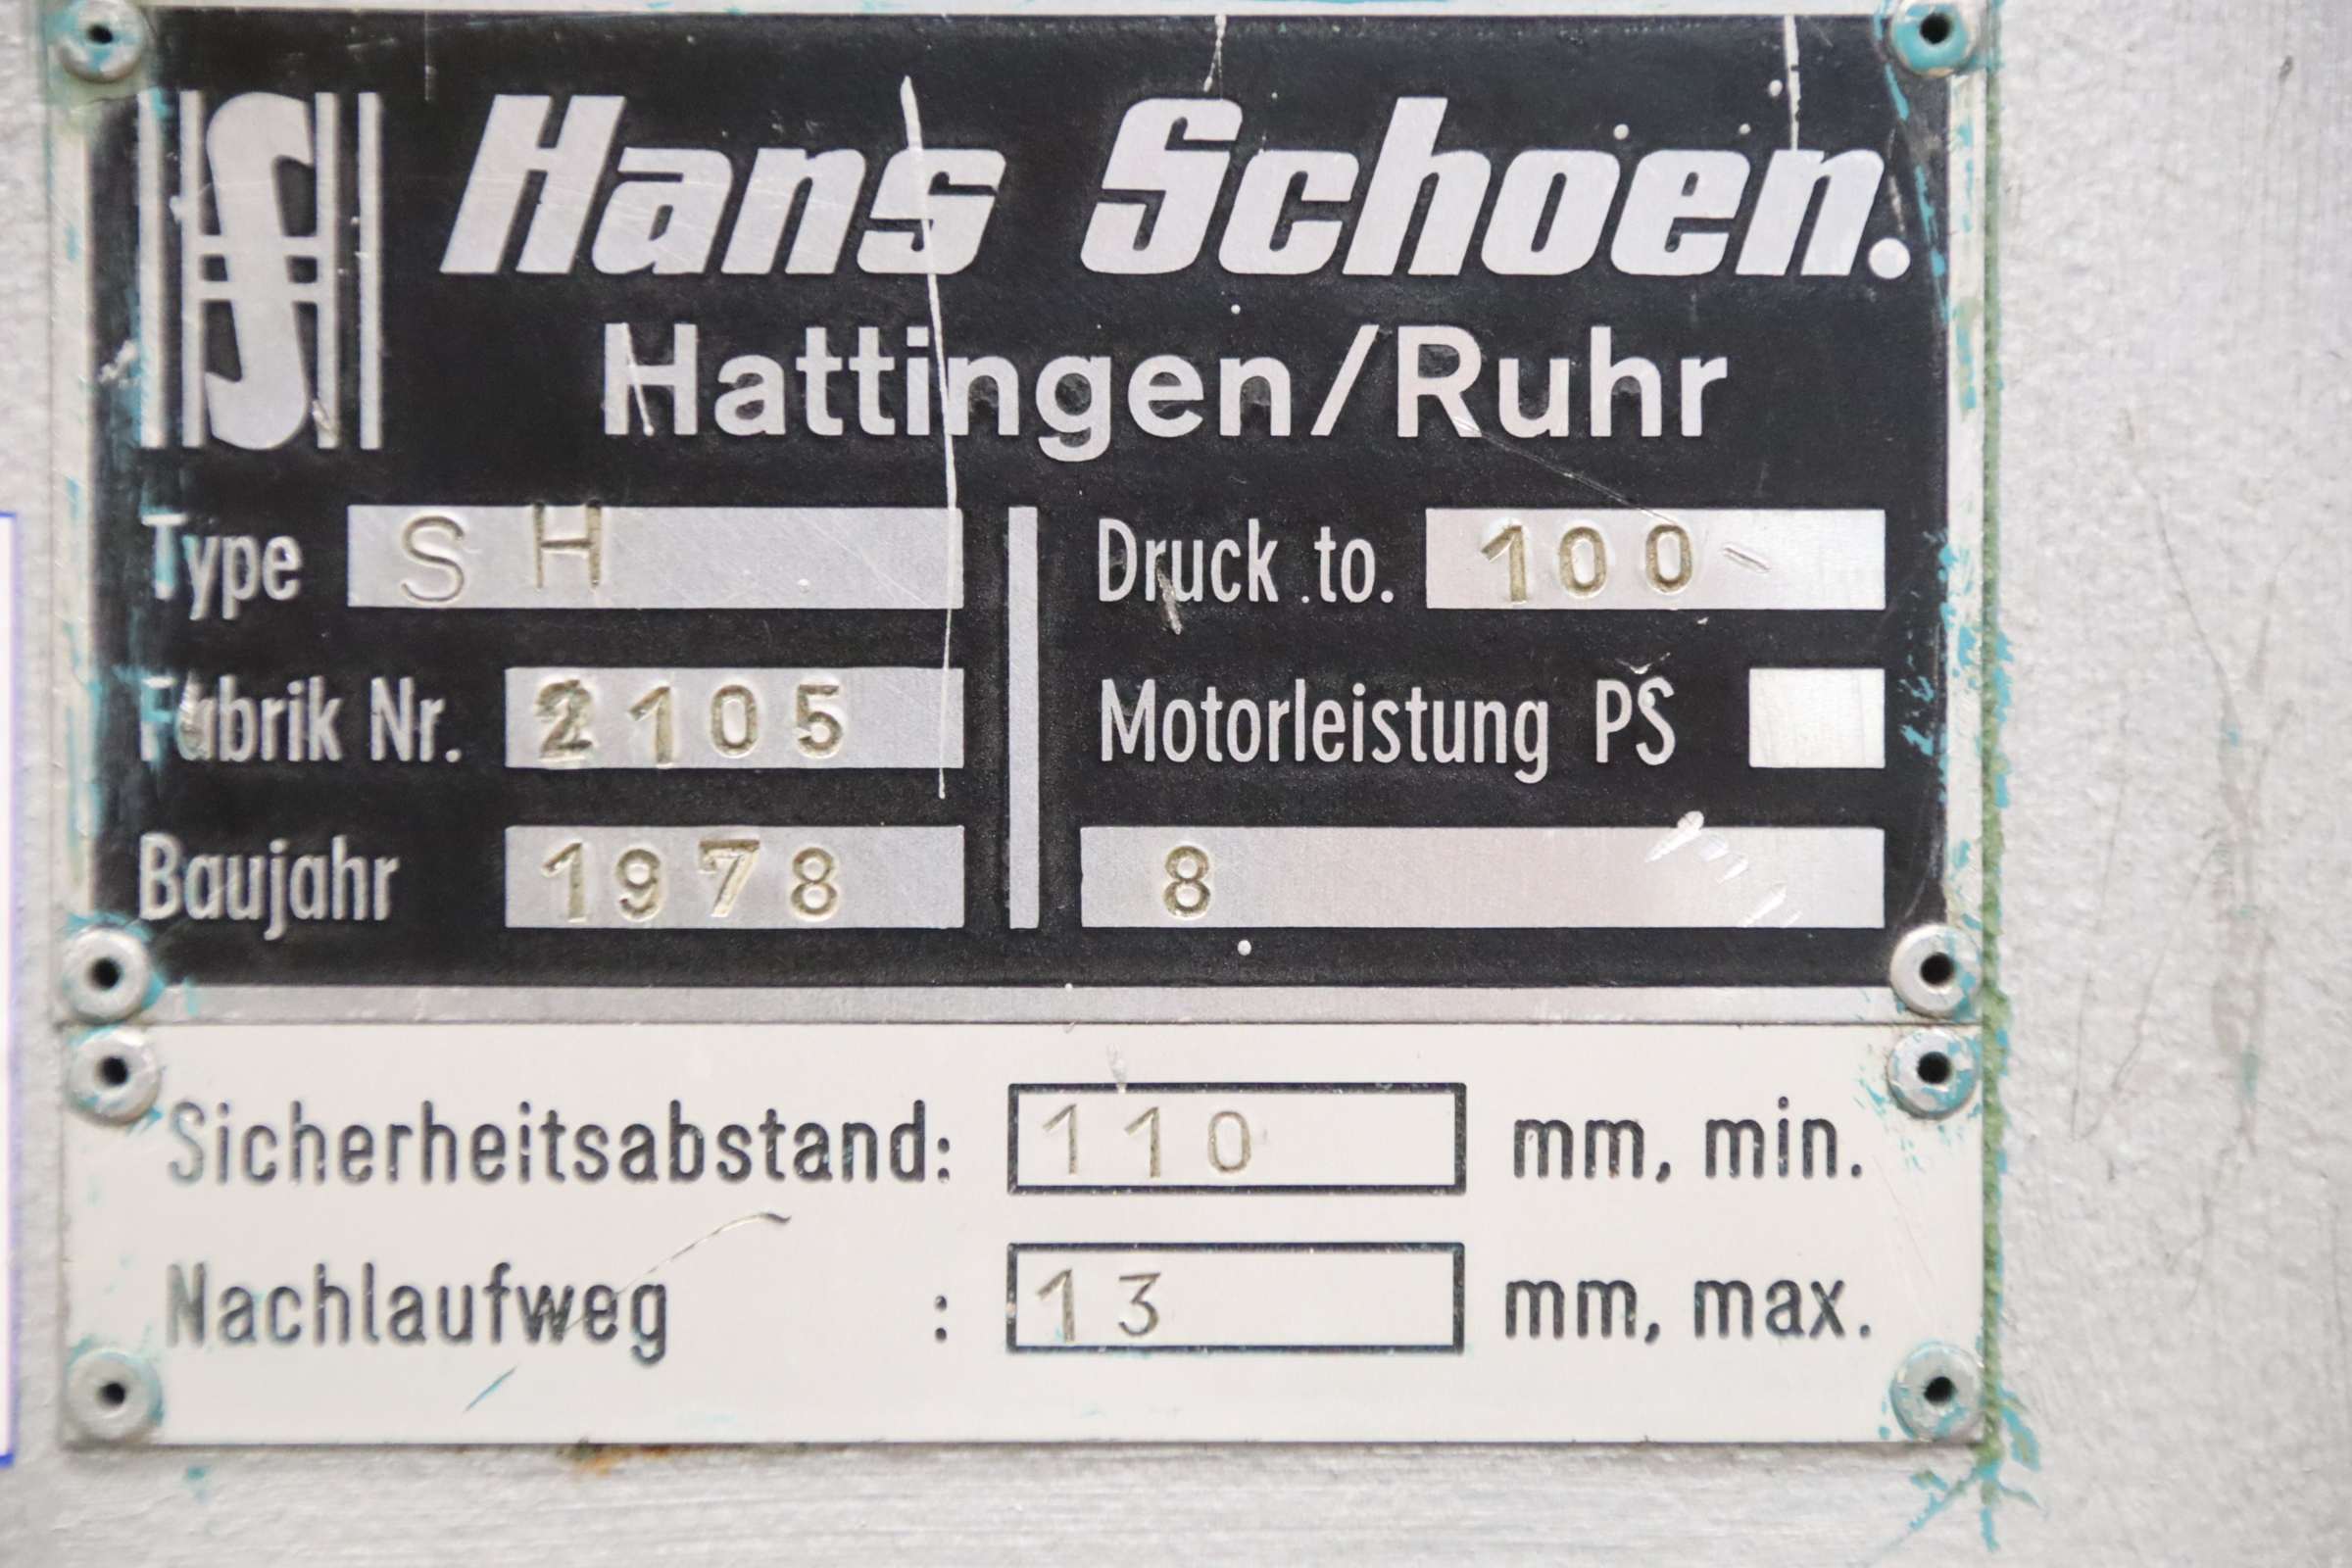 HS
Hans Schoen.
Hattingen/Ruhr
Type SH
Druck to. 100
Fabrik Nr. 2105
Motorleistung PS
Baujahr 1978
8
Sicherheitsabstand: 110 mm, min.
Nachlaufweg : 13 mm, max.